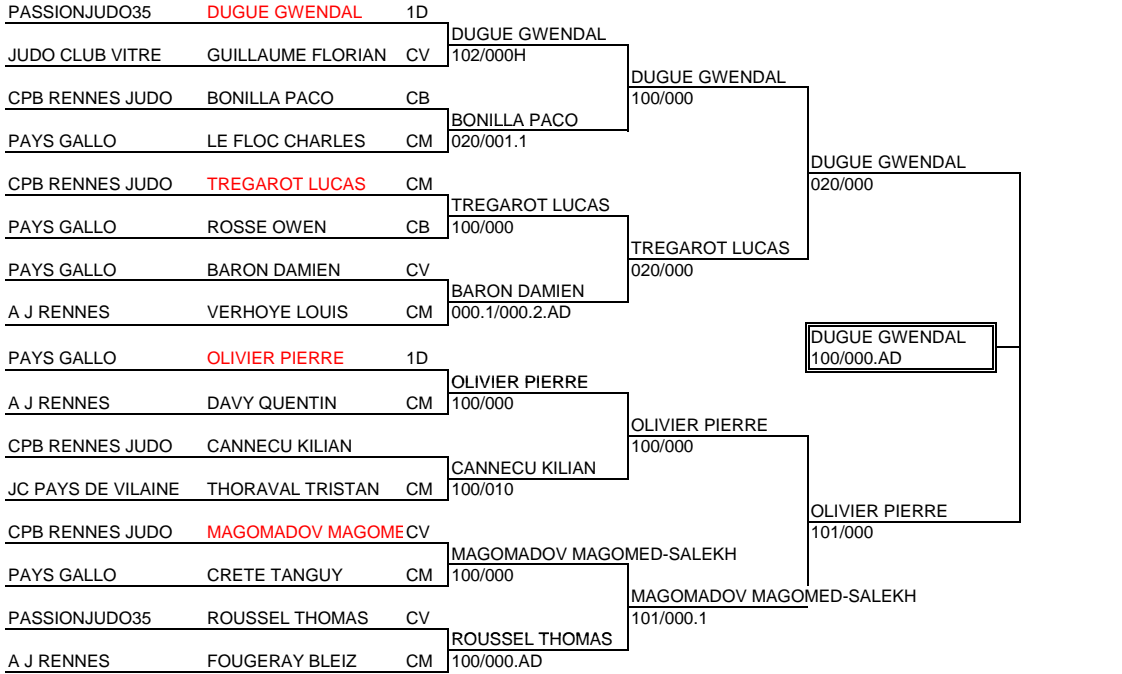 PASSIONJUDO35 DUGUE GWENDAL 1D
DUGUE GWENDAL
JUDO CLUB VITRE GUILLAUME FLORIAN CV 102/000H
DUGUE GWENDAL
CPB RENNES JUDO BONILLA PACO CB 100/000
BONILLA PACO
PAYS GALLO LE FLOC CHARLES CM 020/001.1
DUGUE GWENDAL
CPB RENNES JUDO TREGAROT LUCAS CM 020/000
TREGAROT LUCAS
PAYS GALLO ROSSE OWEN CB 100/000
TREGAROT LUCAS
PAYS GALLO BARON DAMIEN CV 020/000
BARON DAMIEN
A J RENNES VERHOYE LOUIS CM 000.1/000.2.AD
DUGUE GWENDAL
PAYS GALLO OLIVIER PIERRE 1D 100/000.AD
OLIVIER PIERRE
A J RENNES DAVY QUENTIN CM 100/000
OLIVIER PIERRE
CPB RENNES JUDO CANNECU KILIAN 100/000
CANNECU KILIAN
JC PAYS DE VILAINE THORAVAL TRISTAN CM 100/010
OLIVIER PIERRE
CPB RENNES JUDO MAGOMADOV MAGOME CV 101/000
MAGOMADOV MAGOMED-SALEKH
PAYS GALLO CRETE TANGUY CM 100/000
MAGOMADOV MAGOMED-SALEKH
PASSIONJUDO35 ROUSSEL THOMAS CV 101/000.1
ROUSSEL THOMAS
A J RENNES FOUGERAY BLEIZ CM 100/000.AD